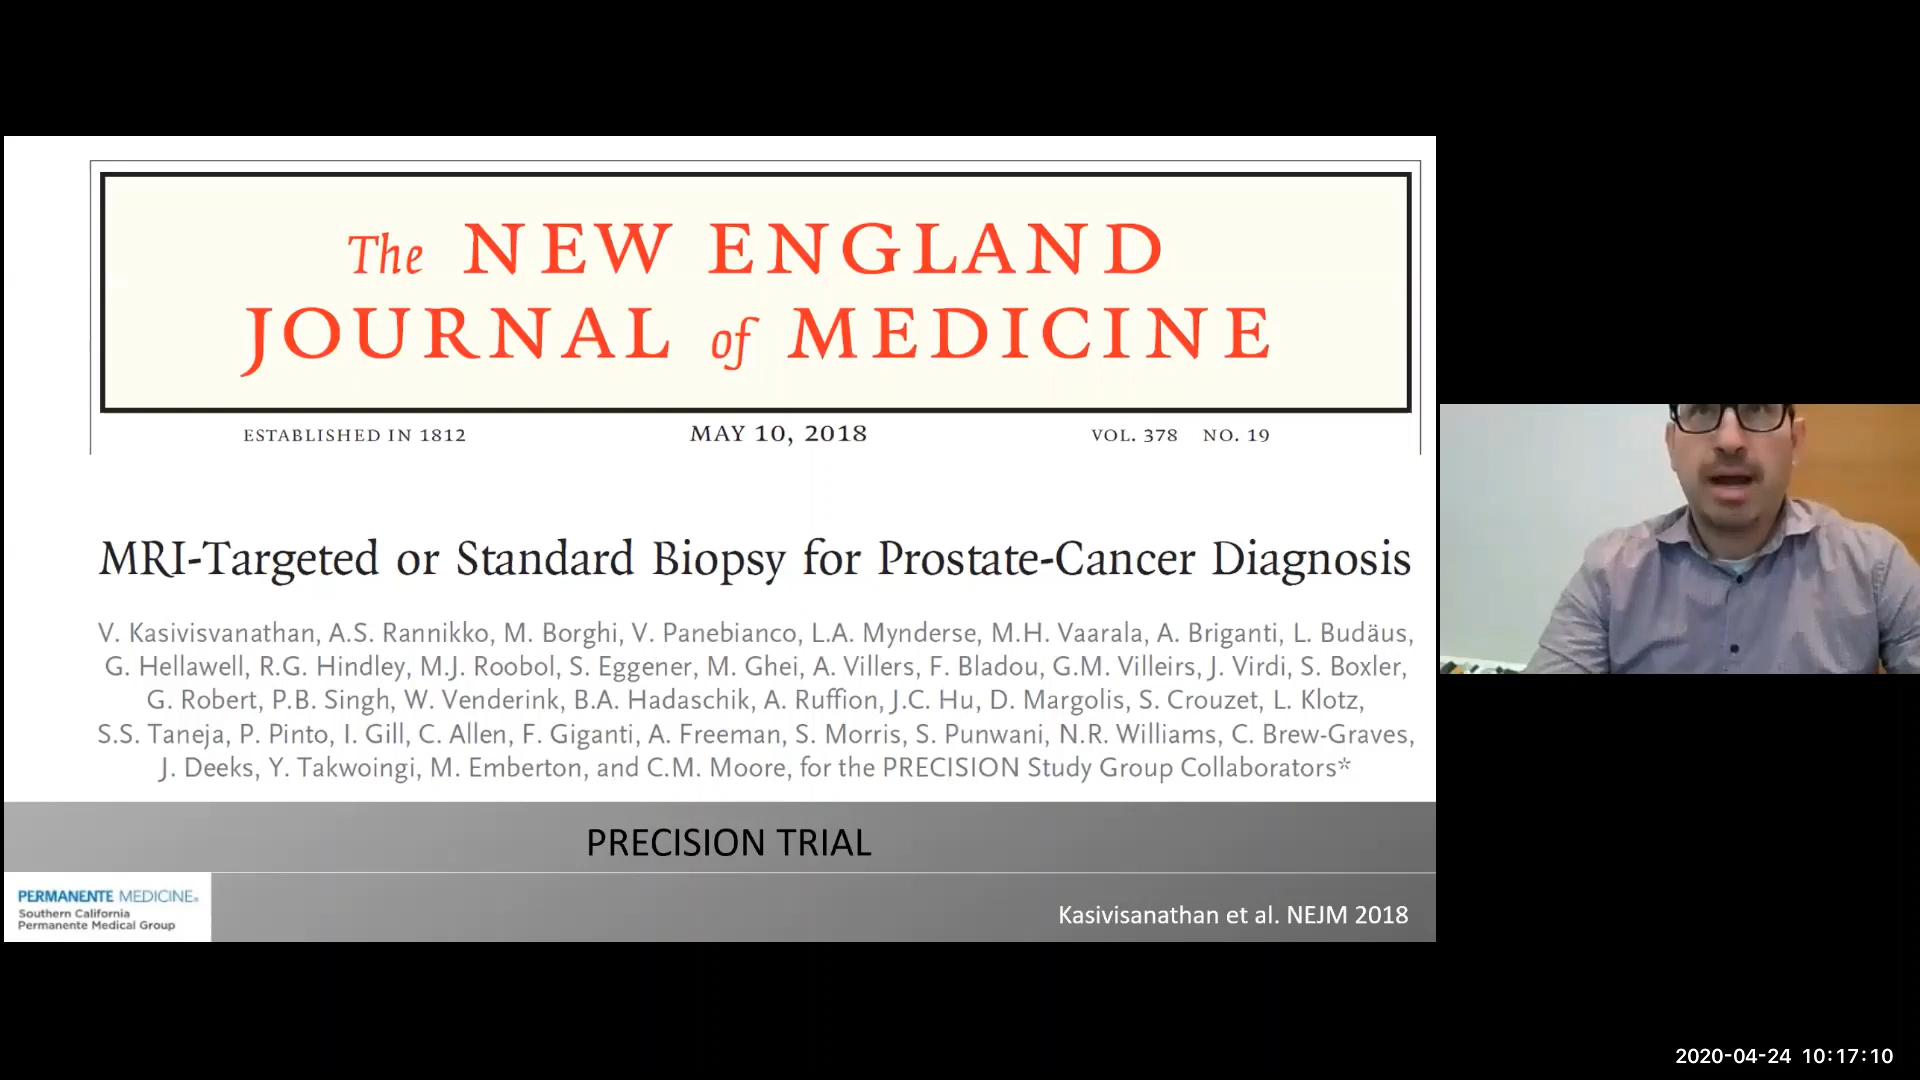 The NEW ENGLAND
JOURNAL of MEDICINE
ESTABLISHED IN 1812 MAY 10, 2018 VOL. 378 NO. 19
MRI-Targeted or Standard Biopsy for Prostate-Cancer Diagnosis
V. Kasivisvanathan, A.S. Rannikko, M. Borghi, V. Panebianco, L.A. Mynderse, M.H. Vaarala, A. Briganti, L. Budäus,
G. Hellawell, R.G. Hindley, M.J. Roobol, S. Eggener, M. Ghei, A. Villers, F. Bladou, G.M. Villeirs, J. Virdi, S. Boxler,
G. Robert, P.B. Singh, W. Venderink, B.A. Hadaschik, A. Ruffion, J.C. Hu, D. Margolis, S. Crouzet, L. Klotz,
S.S. Taneja, P. Pinto, I. Gill, C. Allen, F. Giganti, A. Freeman, S. Morris, S. Punwani, N.R. Williams, C. Brew-Graves,
J. Deeks, Y. Takwoingi, M. Emberton, and C.M. Moore, for the PRECISION Study Group Collaborators*
PRECISION TRIAL
PERMANENTE MEDICINE®
Southern California
Permanente Medical Group
Kasivisanathan et al. NEJM 2018
2020-04-24 10:17:10